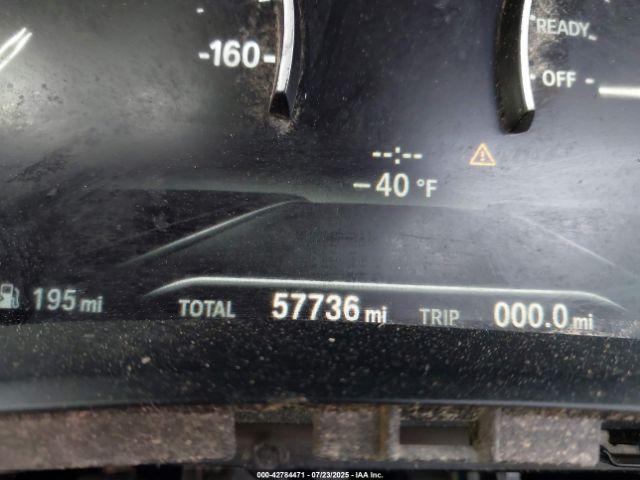 READY
-160-
OFF
--:--
-40 °F
195 mi TOTAL 57736 mi TRIP 000.0 mi
000-42784471 - 07/23/2025 - IAA Inc.